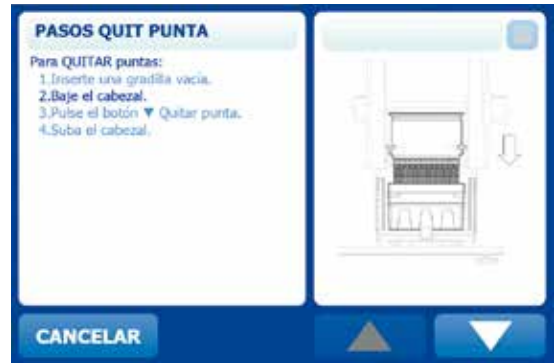 PASOS QUIT PUNTA
Para QUITAR puntas:
1.Inserte una gradilla vacía.
2.Baje el cabezal.
3.Pulse el botón ▼ Quitar punta.
4.Suba el cabezal.
CANCELAR